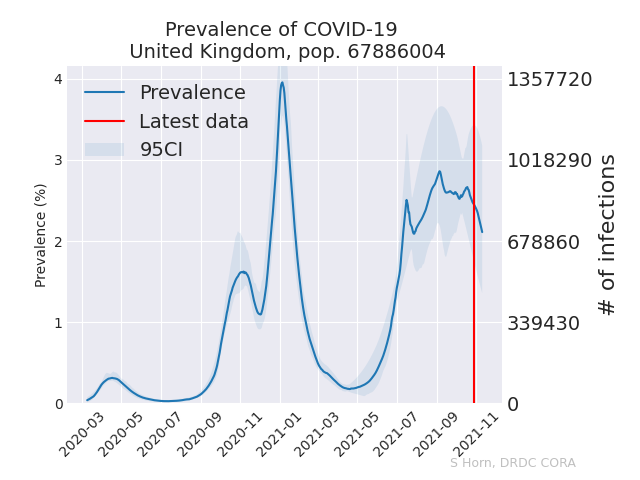 Prevalence of COVID-19
United Kingdom, pop. 67886004
Prevalence
Latest data
95CI
Prevalence (%)
4
3
2
1
0
1357720
1018290
678860
339430
0
# of infections
2020-03
2020-05
2020-07
2020-09
2020-11
2021-01
2021-03
2021-05
2021-07
2021-09
2021-11
S Horn, DRDC CORA